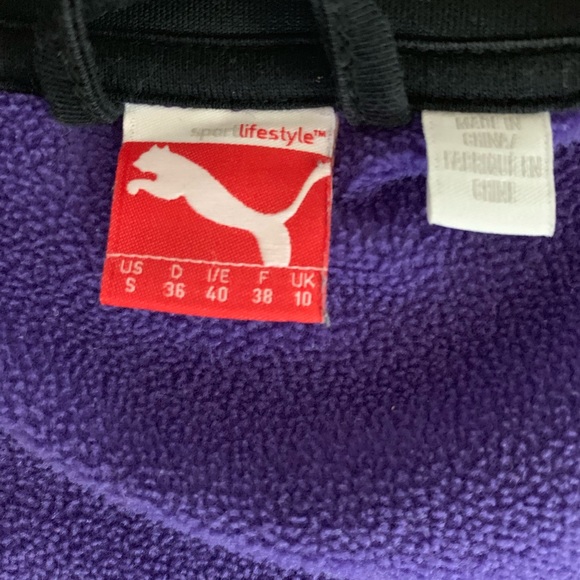 sportlifestyle™
US D I/E F UK
S 36 40 38 10
MADE IN
CHINA/
FABRIQUÉ EN
CHINE